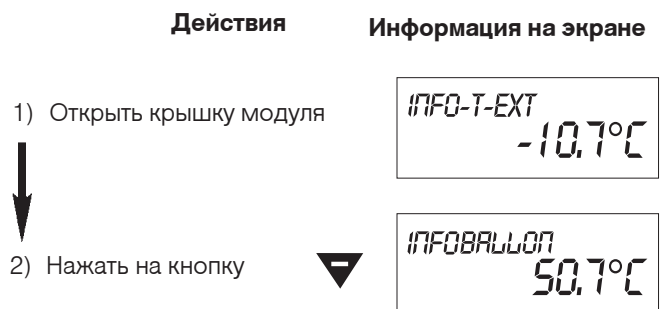 Действия Информация на экране
1) Открыть крышку модуля
INFO-T-EXT
-10.7°C
2) Нажать на кнопку
INFOBALLON
50.7°C